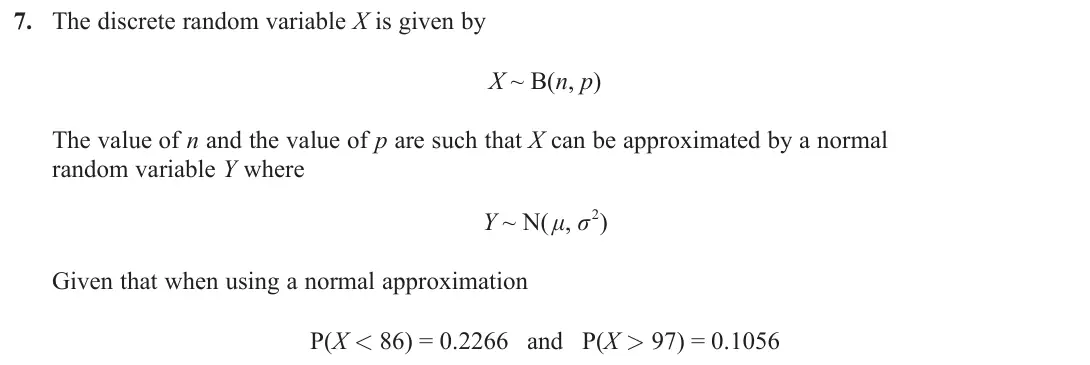 7. The discrete random variable X is given by
X ~ B(n, p)
The value of n and the value of p are such that X can be approximated by a normal
random variable Y where
Y ~ N(μ, σ²)
Given that when using a normal approximation
P(X < 86) = 0.2266 and P(X > 97) = 0.1056